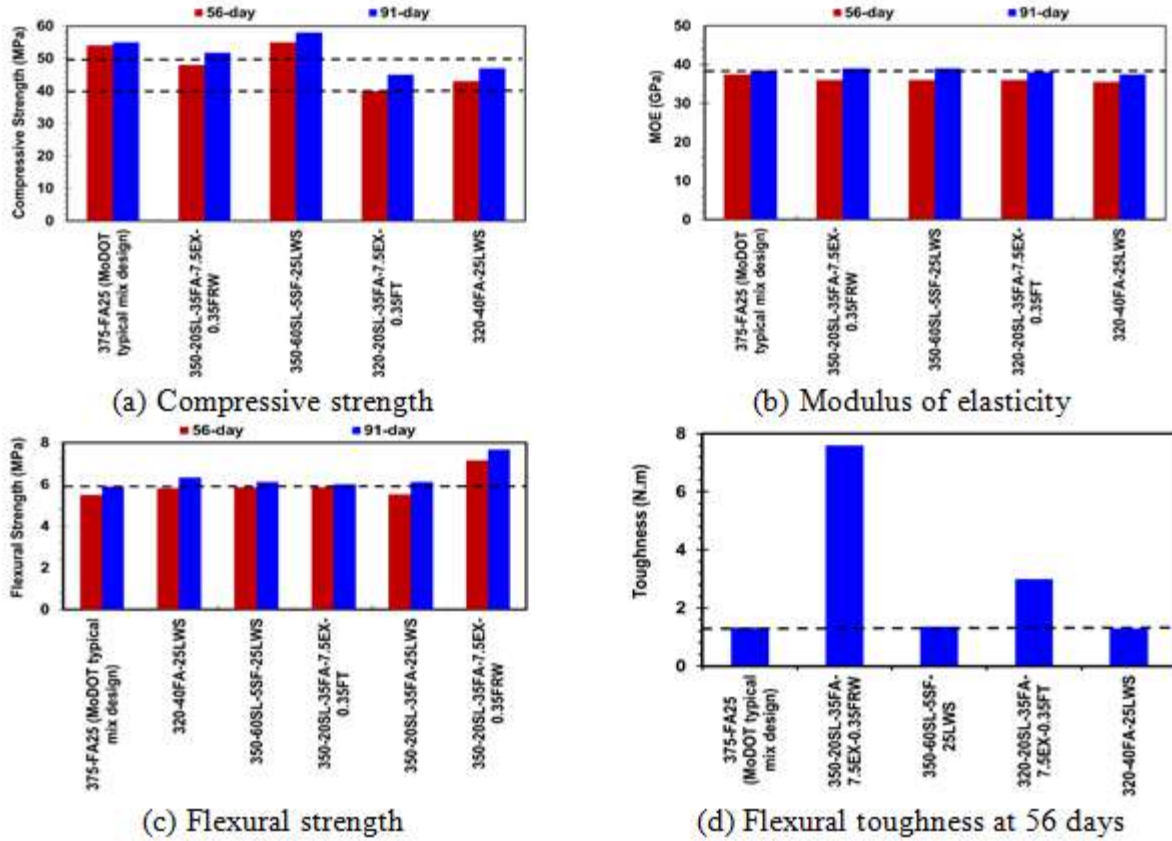 56-day 91-day
Compressive Strength (MPa)
60
50
40
30
20
10
0
375-FA25 (MoDOT
typical mix design)
350-20SL-35FA-7.5EX-
0.35FRW
350-60SL-5SF-25LWS
320-20SL-35FA-7.5EX-
0.35FT
320-40FA-25LWS
(a) Compressive strength
56-day 91-day
MOE (GPa)
50
40
30
20
10
0
375-FA25 (MoDOT
typical mix design)
350-20SL-35FA-7.5EX-
0.35FRW
350-60SL-5SF-25LWS
320-20SL-35FA-7.5EX-
0.35FT
320-40FA-25LWS
(b) Modulus of elasticity
56-day 91-day
Flexural Strength (MPa)
8
6
4
2
0
375-FA25 (MoDOT typical
mix design)
320-40FA-25LWS
350-60SL-5SF-25LWS
350-20SL-35FA-7.5EX-
0.35FT
350-20SL-35FA-25LWS
350-20SL-35FA-7.5EX-
0.35FRW
(c) Flexural strength
Toughness (N.m)
8
6
4
2
0
375-FA25
(MoDOT typical
mix design)
350-20SL-35FA-
7.5EX-0.35FRW
350-60SL-5SF-
25LWS
320-20SL-35FA-
7.5EX-0.35FT
320-40FA-25LWS
(d) Flexural toughness at 56 days